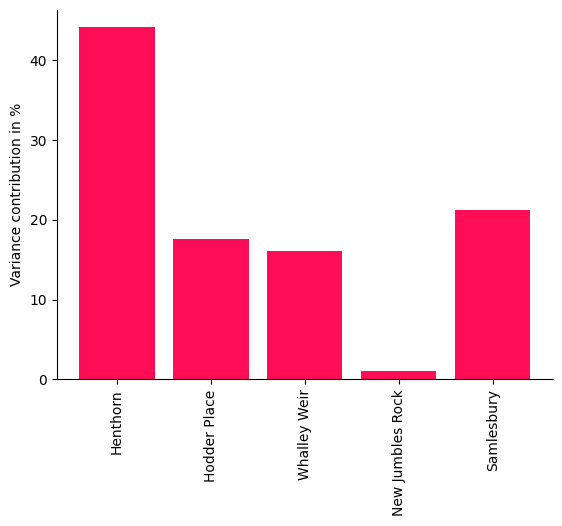 Variance contribution in %
40
30
20
10
0
Henthorn
Hodder Place
Whalley Weir
New Jumbles Rock
Samlesbury